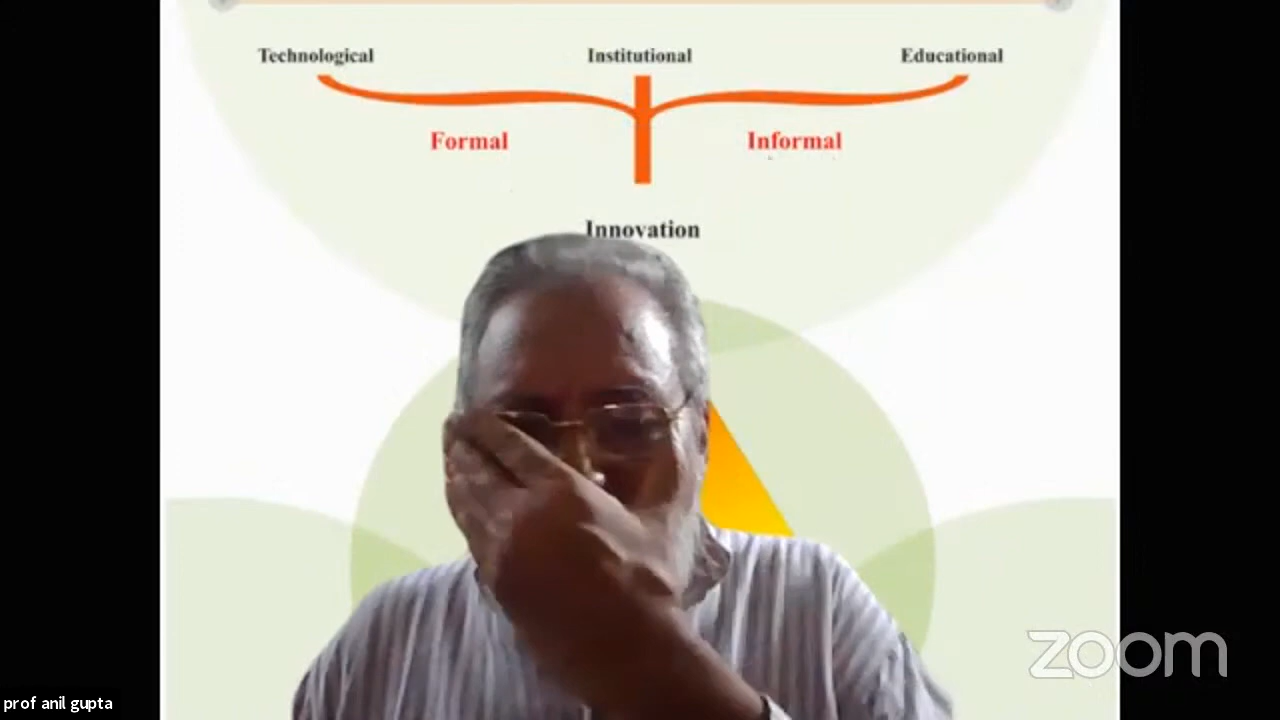 Technological Institutional Educational
Formal Informal
Innovation
zoom
prof anil gupta